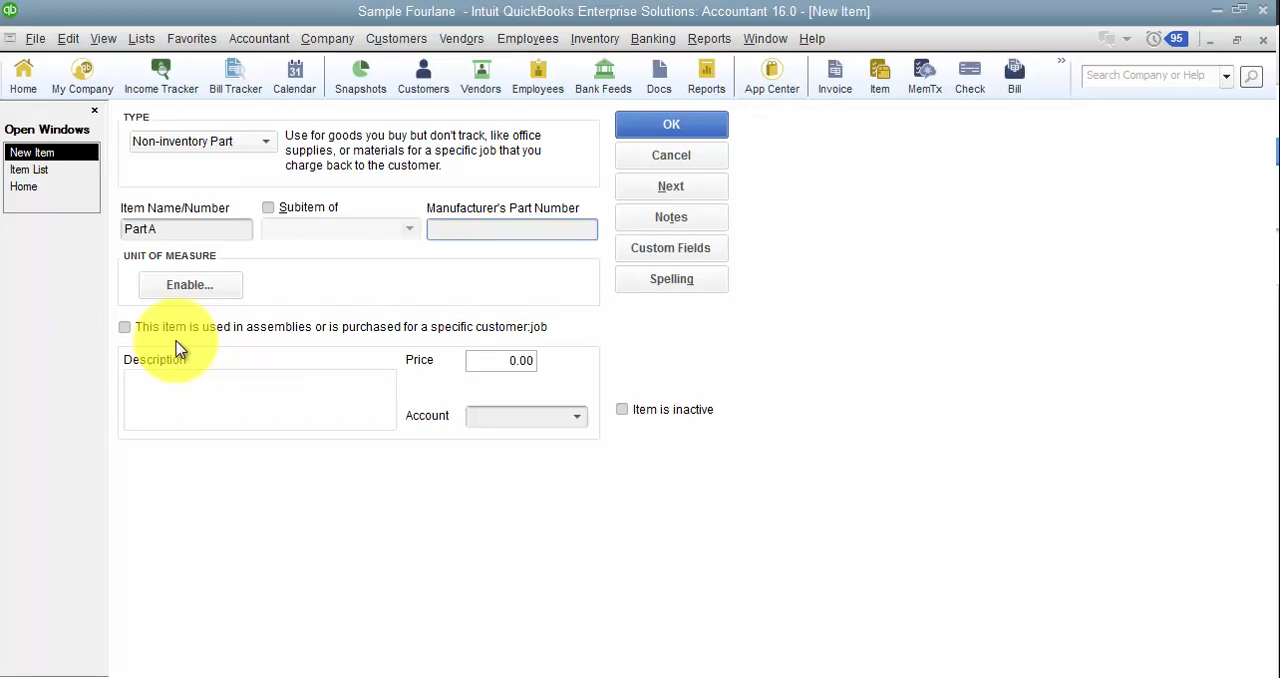 qb
Sample Fourlane - Intuit QuickBooks Enterprise Solutions: Accountant 16.0 - [New Item]
File Edit View Lists Favorites Accountant Company Customers Vendors Employees Inventory Banking Reports Window Help 95
Home My Company Income Tracker Bill Tracker Calendar Snapshots Customers Vendors Employees Bank Feeds Docs Reports App Center Invoice Item MemTx Check Bill » Search Company or Help
31
Open Windows
New Item
Item List
Home
TYPE
Non-inventory Part
Use for goods you buy but don't track, like office
supplies, or materials for a specific job that you
charge back to the customer.
Item Name/Number Subitem of Manufacturer's Part Number
Part A
UNIT OF MEASURE
Enable...
This item is used in assemblies or is purchased for a specific customer:job
Description Price 0.00
Account
OK
Cancel
Next
Notes
Custom Fields
Spelling
Item is inactive